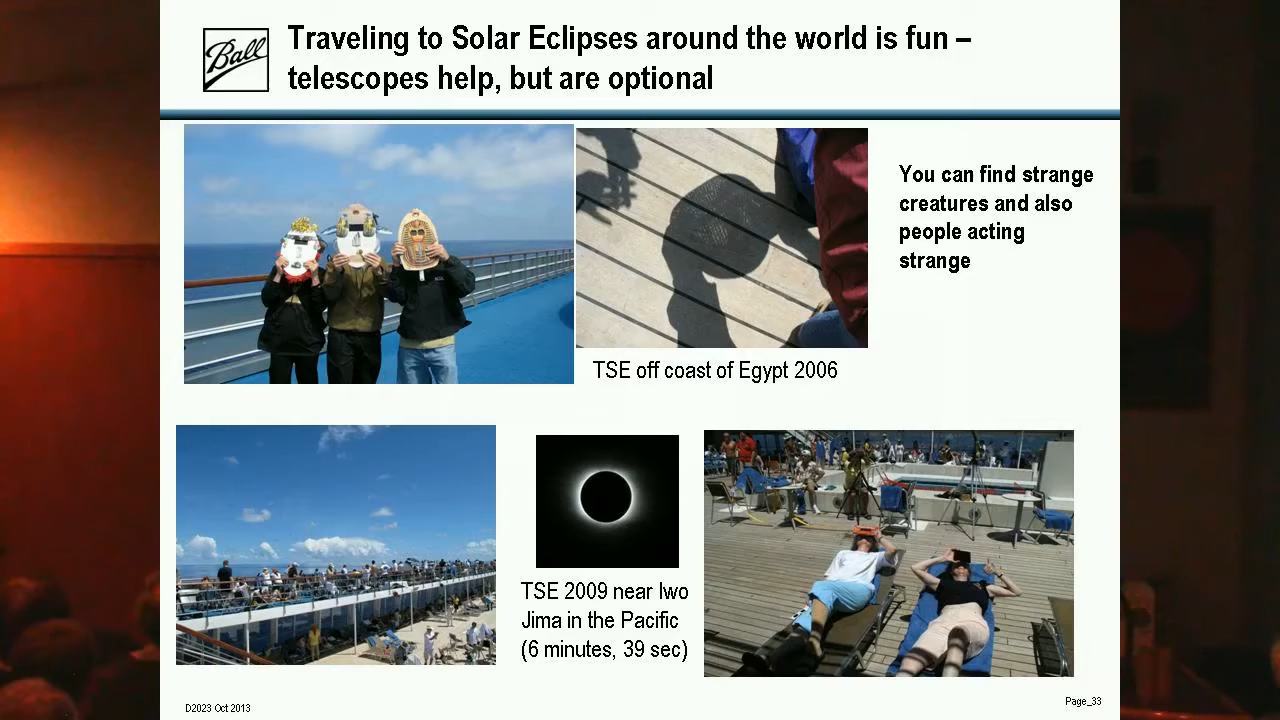 Ball
Traveling to Solar Eclipses around the world is fun –
telescopes help, but are optional
You can find strange
creatures and also
people acting
strange
TSE off coast of Egypt 2006
TSE 2009 near Iwo
Jima in the Pacific
(6 minutes, 39 sec)
D2023 Oct 2013
Page_33